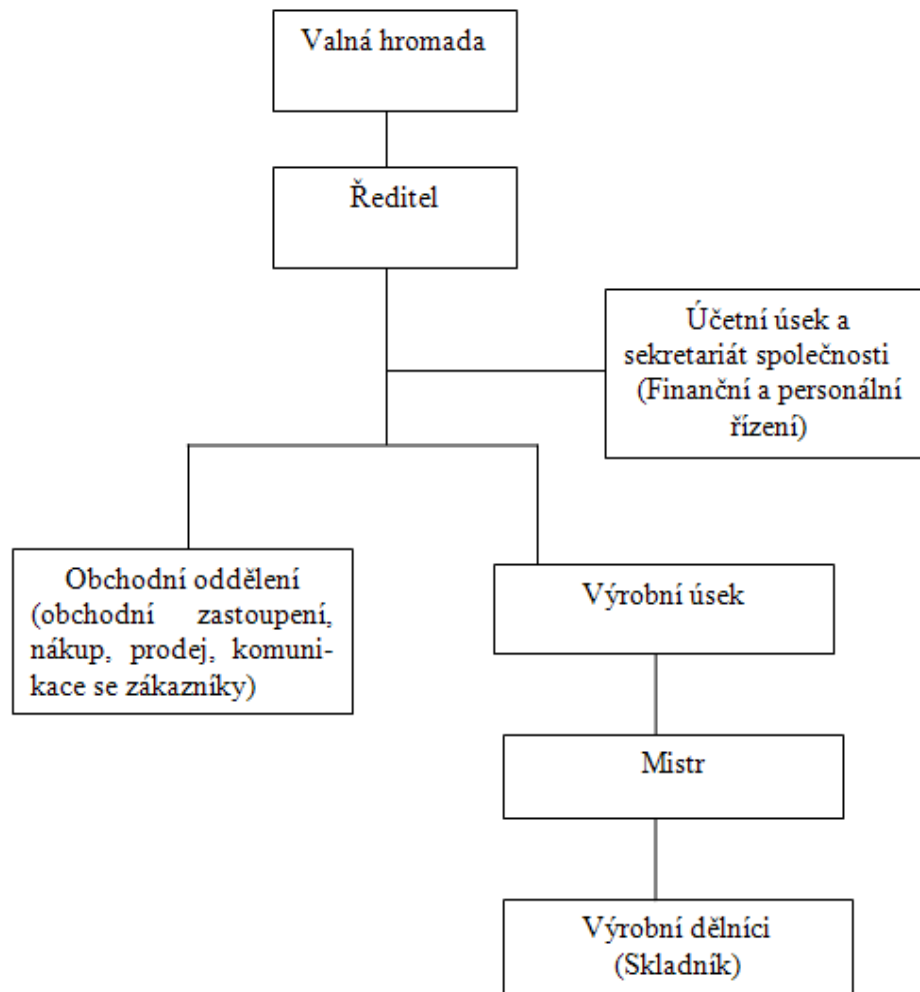 Valná hromada
Ředitel
Účetní úsek a
sekretariát společnosti
(Finanční a personální
řízení)
Obchodní oddělení
(obchodní zastoupení,
nákup, prodej, komuni-
kace se zákazníky)
Výrobní úsek
Mistr
Výrobní dělníci
(Skladník)